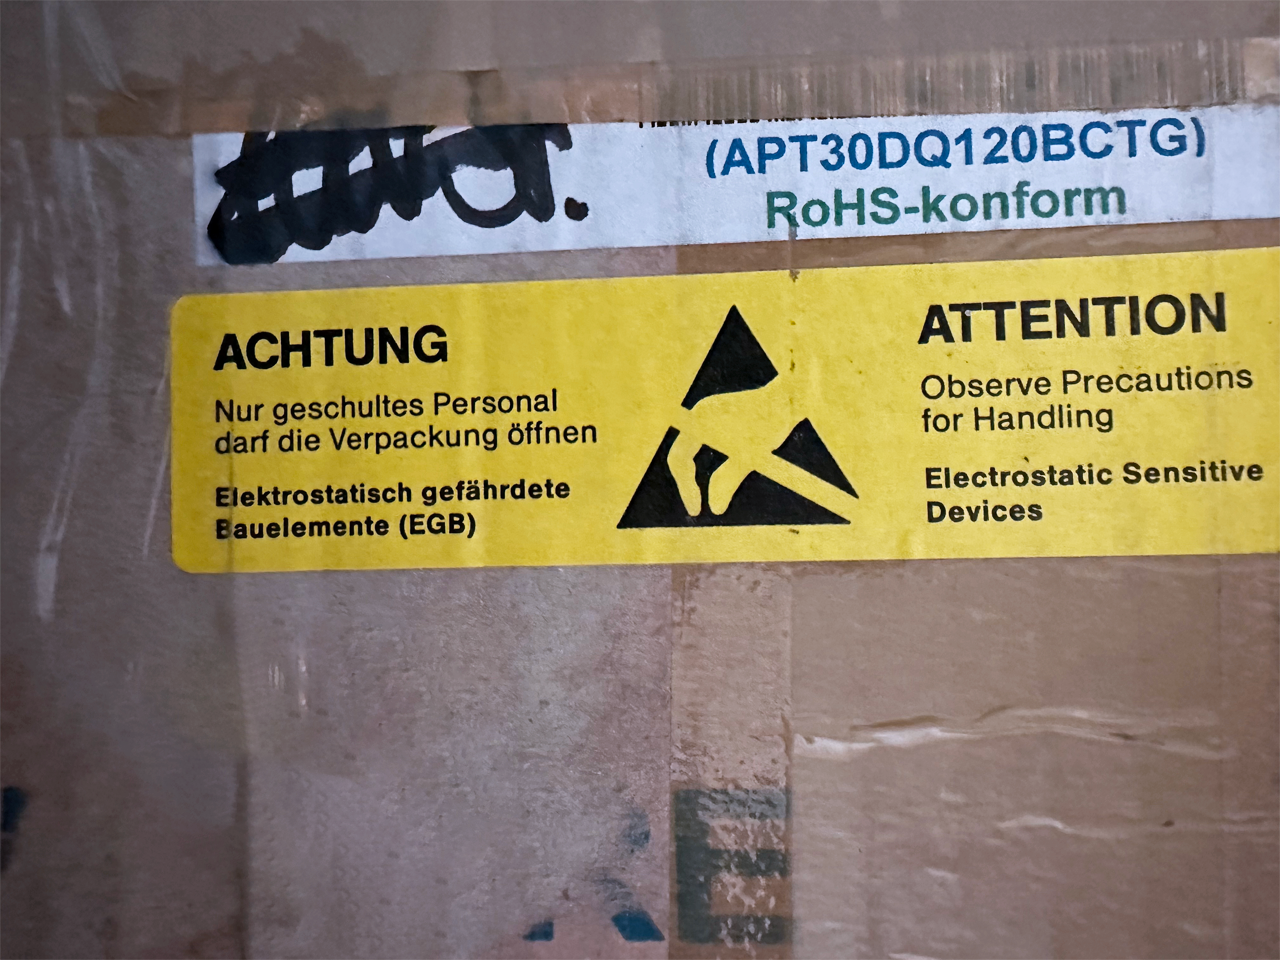 (APT30DQ120BCTG)
RoHS-konform
ACHTUNG
Nur geschultes Personal
darf die Verpackung öffnen
Elektrostatisch gefährdete
Bauelemente (EGB)
ATTENTION
Observe Precautions
for Handling
Electrostatic Sensitive
Devices